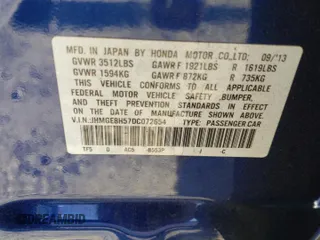 MFD. IN JAPAN BY HONDA MOTOR CO.,LTD. 09/'13
GVWR 3512LBS GAWR F 1921LBS R 1619LBS
GVWR 1594KG GAWR F 872KG R 735KG
THIS VEHICLE CONFORMS TO ALL APPLICABLE
FEDERAL MOTOR VEHICLE SAFETY, BUMPER,
AND THEFT PREVENTION STANDARDS IN EFFECT
ON THE DATE OF MANUFACTURE SHOWN ABOVE.
V.I.N.:JHMGE8H57DC072654 TYPE:PASSENGER CAR
DREAMBID